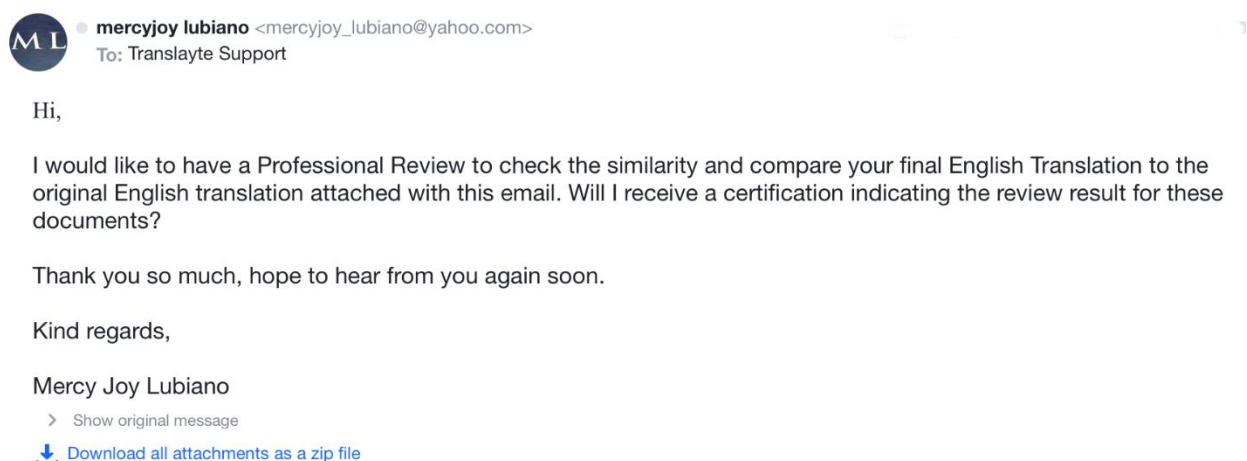 M L
mercyjoy lubiano <mercyjoy_lubiano@yahoo.com>
To: Translayte Support
Hi,
I would like to have a Professional Review to check the similarity and compare your final English Translation to the
original English translation attached with this email. Will I receive a certification indicating the review result for these
documents?
Thank you so much, hope to hear from you again soon.
Kind regards,
Mercy Joy Lubiano
> Show original message
Download all attachments as a zip file